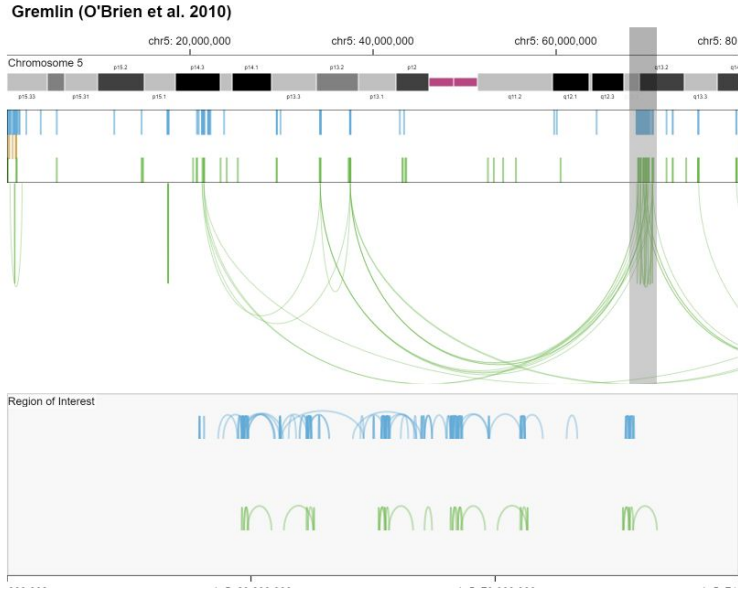 Gremlin (O'Brien et al. 2010)
chr5: 20,000,000 chr5: 40,000,000 chr5: 60,000,000 chr5: 80
Chromosome 5
p15.2 p14.3 p14.1 p13.2 p12 q13.2
p15.33 p15.31 p15.1 p13.3 p13.1 q11.2 q12.1 q12.3 q13.3
Region of Interest